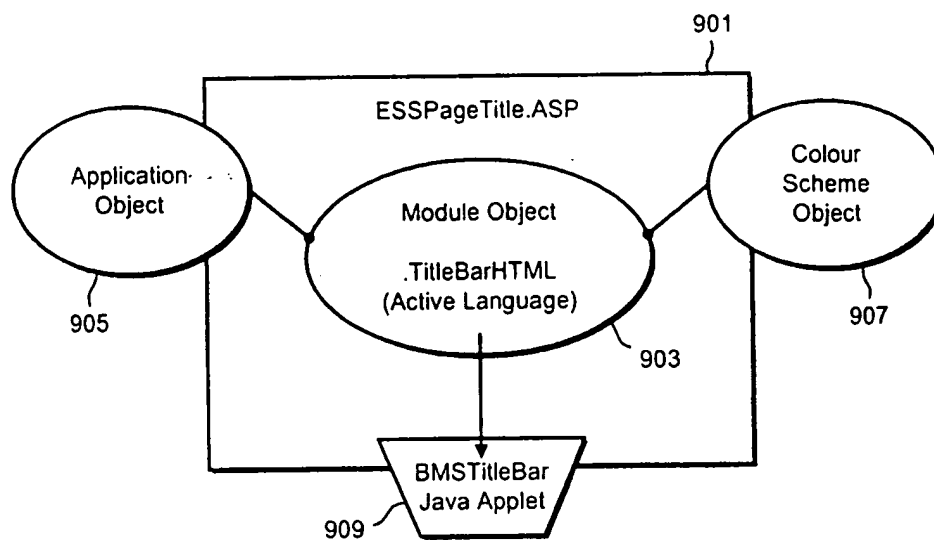 901
ESSPageTitle.ASP
Application
Object
Colour
Scheme
Object
Module Object
.TitleBarHTML
(Active Language)
905
907
903
BMSTitleBar
Java Applet
909